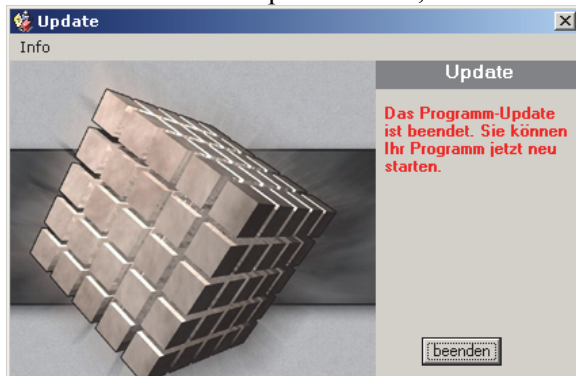 Update
Info
Update
Das Programm-Update
ist beendet. Sie können
Ihr Programm jetzt neu
starten.
beenden